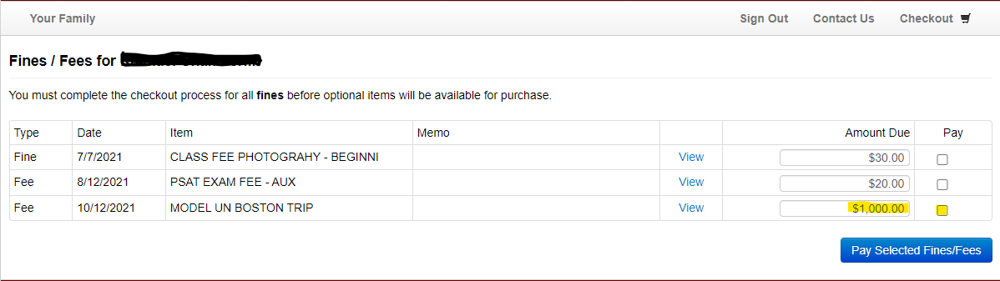 Your Family Sign Out Contact Us Checkout
Fines / Fees for
You must complete the checkout process for all fines before optional items will be available for purchase.
Type Date Item Memo Amount Due Pay
Fine 7/7/2021 CLASS FEE PHOTOGRAHY - BEGINNI View $30.00
Fee 8/12/2021 PSAT EXAM FEE - AUX View $20.00
Fee 10/12/2021 MODEL UN BOSTON TRIP View $1,000.00
Pay Selected Fines/Fees